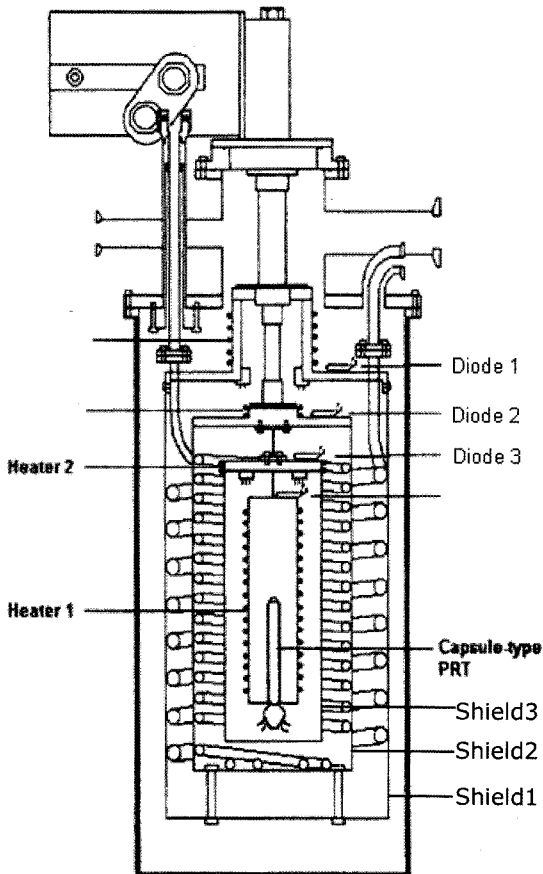 Diode 1
Diode 2
Diode 3
Heater 2
Heater 1
Capsule-type
PRT
Shield3
Shield2
Shield1